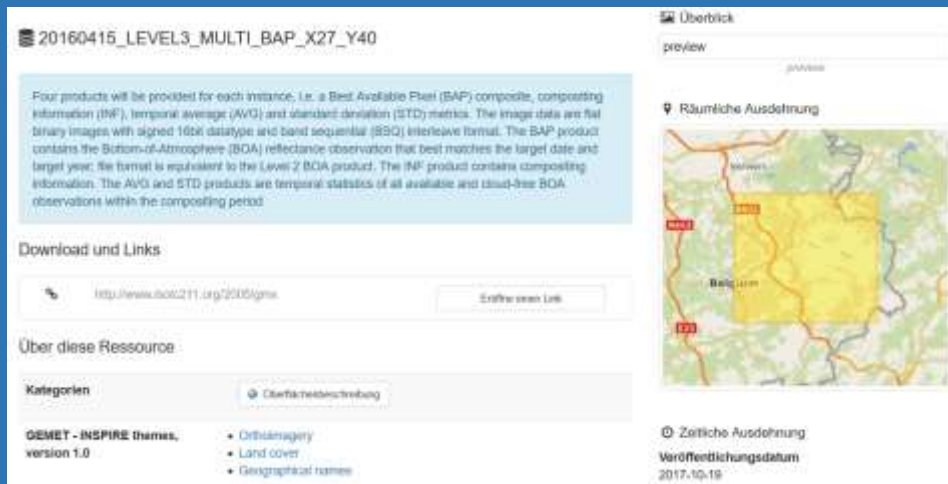 20160415_LEVEL3_MULTI_BAP_X27_Y40
Four products will be provided for each instance, i.e. a Best Available Pixel (BAP) composite, compositing
information (INF), temporal average (AVG) and standard deviation (STD) metrics. The image data are flat
binary images with signed 16bit datatype and band sequential (BSQ) interleave format. The BAP product
contains the Bottom-of-Atmosphere (BOA) reflectance observation that best matches the target date and
target year; file format is equivalent to the Level 2 BOA product. The INF product contains compositing
information. The AVG and STD products are temporal statistics of all available and cloud-free BOA
observations within the compositing period
Download und Links
http://www.isotc211.org/2005/gmx
Eröffne einen Link
Über diese Ressource
Kategorien
Oberflächenbeschreibung
GEMET - INSPIRE themes,
version 1.0
• Orthoimagery
• Land cover
• Geographical names
Überblick
preview
preview
Räumliche Ausdehnung
Verviers
Belgium
E25
Zeitliche Ausdehnung
Veröffentlichungsdatum
2017-10-19